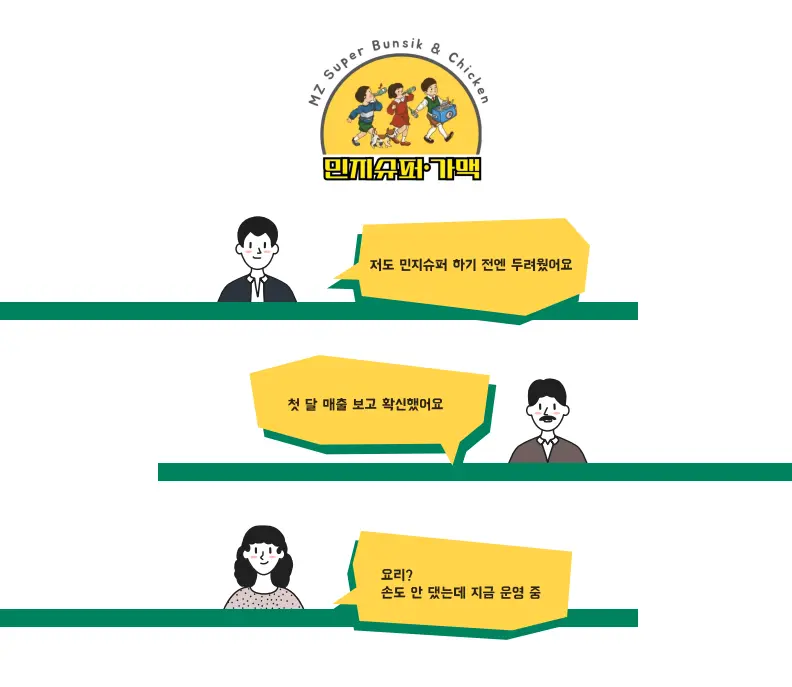 MZ Super Bunsik & Chicken
민지슈퍼·가맥
저도 민지슈퍼 하기 전엔 두려웠어요
첫 달 매출 보고 확신했어요
요리?
손도 안 댔는데 지금 운영 중